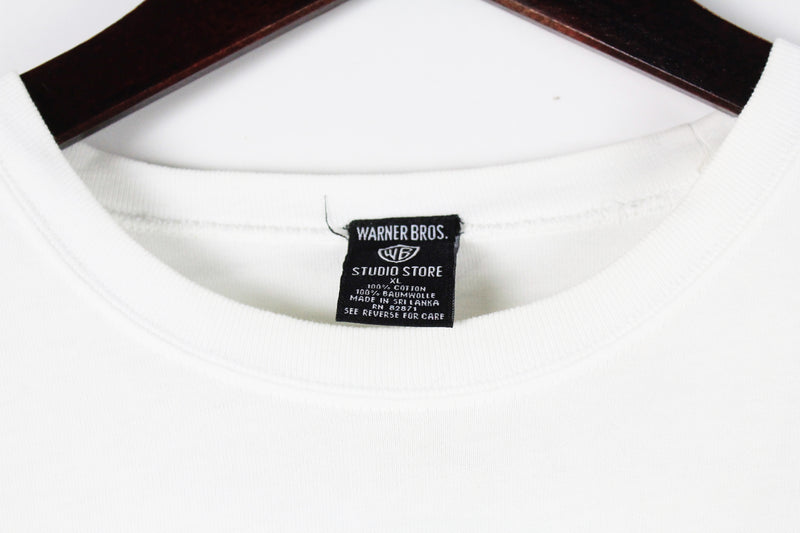 WARNER BROS.
WB
STUDIO STORE
XL
100% COTTON
100% BAUMWOLLE
MADE IN SRI LANKA
RN 82871
SEE REVERSE FOR CARE